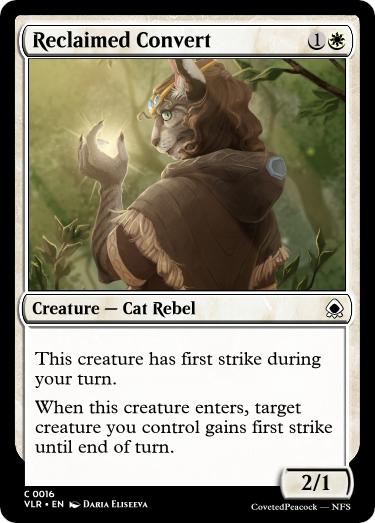 Reclaimed Convert 1
Creature — Cat Rebel
This creature has first strike during
your turn.
When this creature enters, target
creature you control gains first strike
until end of turn.
2/1
C 0016
VLR • EN DARIA ELISEEVA
CovetedPeacock — NFS